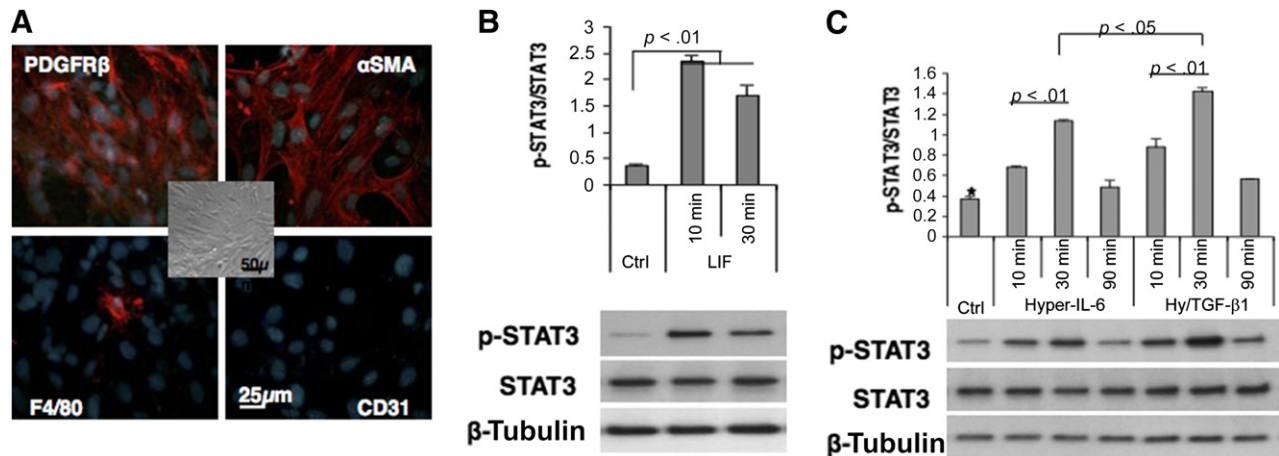 A
PDGFRβ
αSMA
50µ
m
F4/80
25µm
CD31
B
p < .01
p-STAT3/STAT3
3
2.5
2
1.5
1
0.5
0
10 min
30 min
Ctrl
LIF
p-STAT3
STAT3
β-Tubulin
C
p < .05
p < .01
p < .01
p-STAT3/STAT3
1.6
1.4
1.2
1
0.8
0.6
0.4
0.2
0
★
10 min
30 min
90 min
10 min
30 min
90 min
Ctrl
Hyper-IL-6
Hy/TGF-β1
p-STAT3
STAT3
β-Tubulin